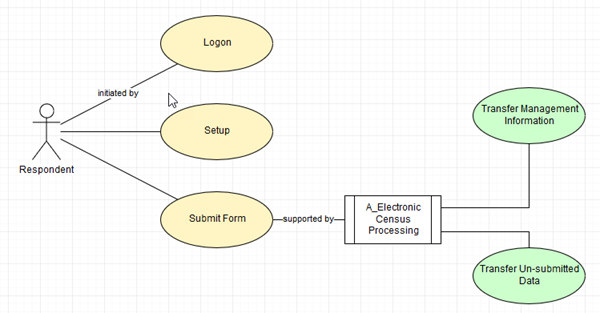 Logon
initiated by
Setup
Respondent
Submit Form
supported by
A_Electronic
Census
Processing
Transfer Management
Information
Transfer Un-submitted
Data